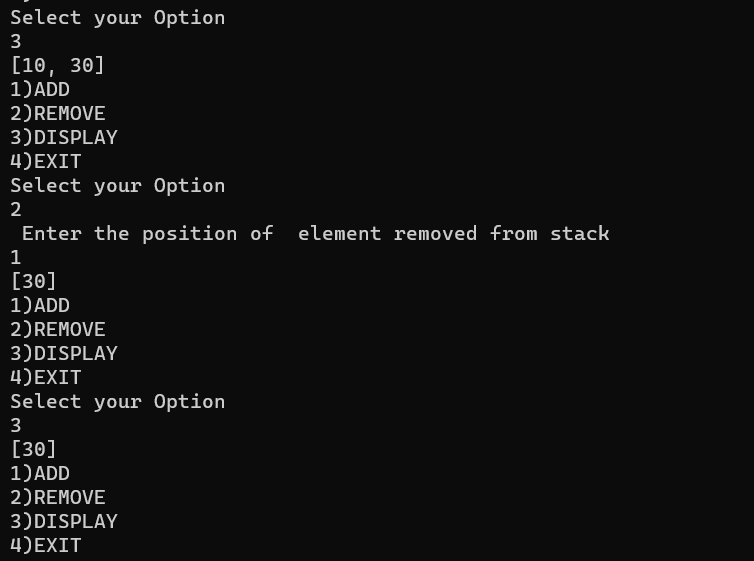 Select your Option
3
[10, 30]
1)ADD
2)REMOVE
3)DISPLAY
4)EXIT
Select your Option
2
 Enter the position of  element removed from stack
1
[30]
1)ADD
2)REMOVE
3)DISPLAY
4)EXIT
Select your Option
3
[30]
1)ADD
2)REMOVE
3)DISPLAY
4)EXIT